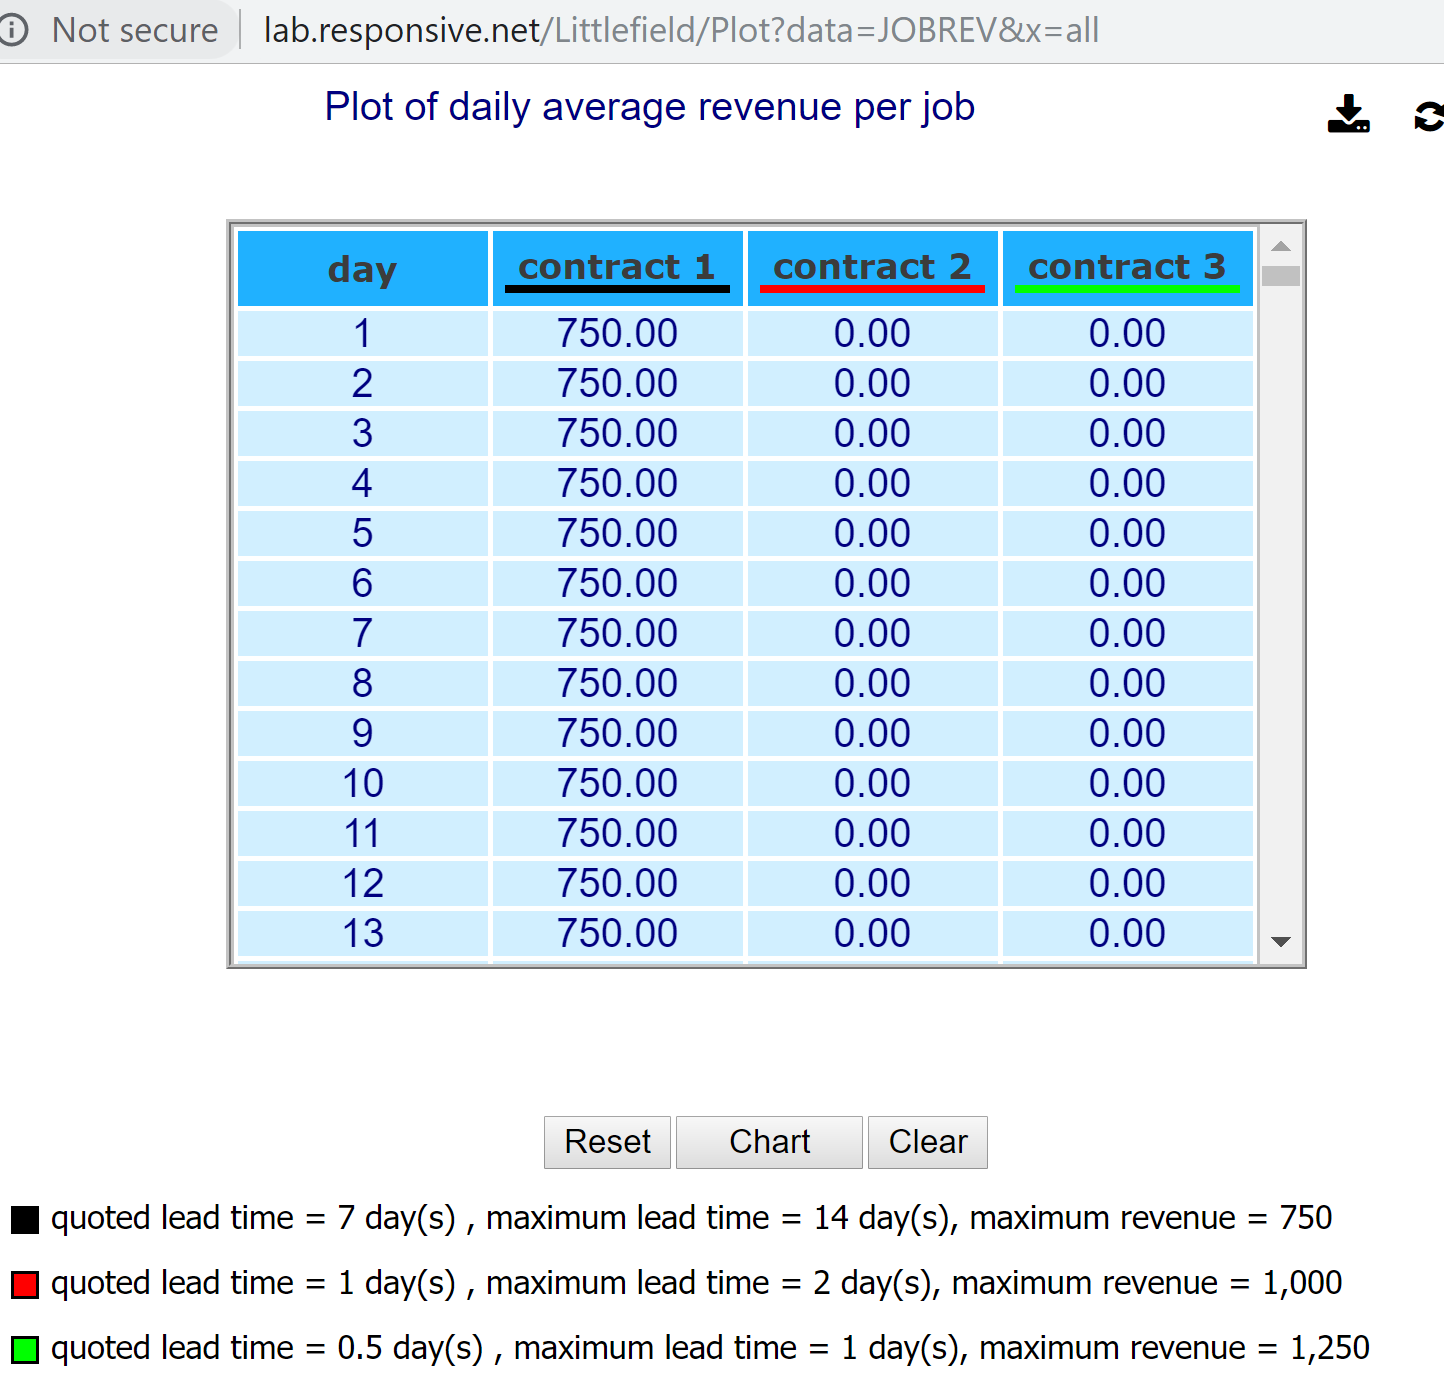 Not secure lab.responsive.net/Littlefield/Plot?data=JOBREV&x=all
Plot of daily average revenue per job
day contract 1 contract 2 contract 3
1 750.00 0.00 0.00
2 750.00 0.00 0.00
3 750.00 0.00 0.00
4 750.00 0.00 0.00
5 750.00 0.00 0.00
6 750.00 0.00 0.00
7 750.00 0.00 0.00
8 750.00 0.00 0.00
9 750.00 0.00 0.00
10 750.00 0.00 0.00
11 750.00 0.00 0.00
12 750.00 0.00 0.00
13 750.00 0.00 0.00
Reset Chart Clear
quoted lead time = 7 day(s) , maximum lead time = 14 day(s), maximum revenue = 750
quoted lead time = 1 day(s) , maximum lead time = 2 day(s), maximum revenue = 1,000
quoted lead time = 0.5 day(s) , maximum lead time = 1 day(s), maximum revenue = 1,250